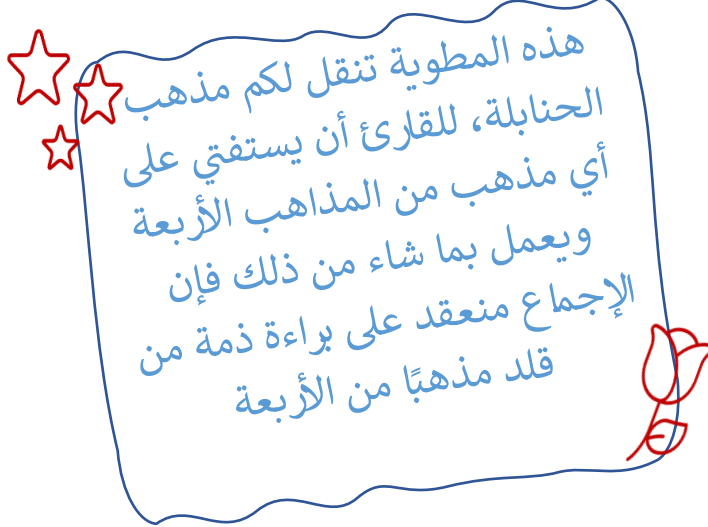 هذه المطوية تنقل لكم مذهب
الحنابلة، للقارئ أن يستفتي على
أي مذهب من المذاهب الأربعة
ويعمل بما شاء من ذلك فإن
الإجماع منعقد على براءة ذمة من
قلد مذهبًا من الأربعة